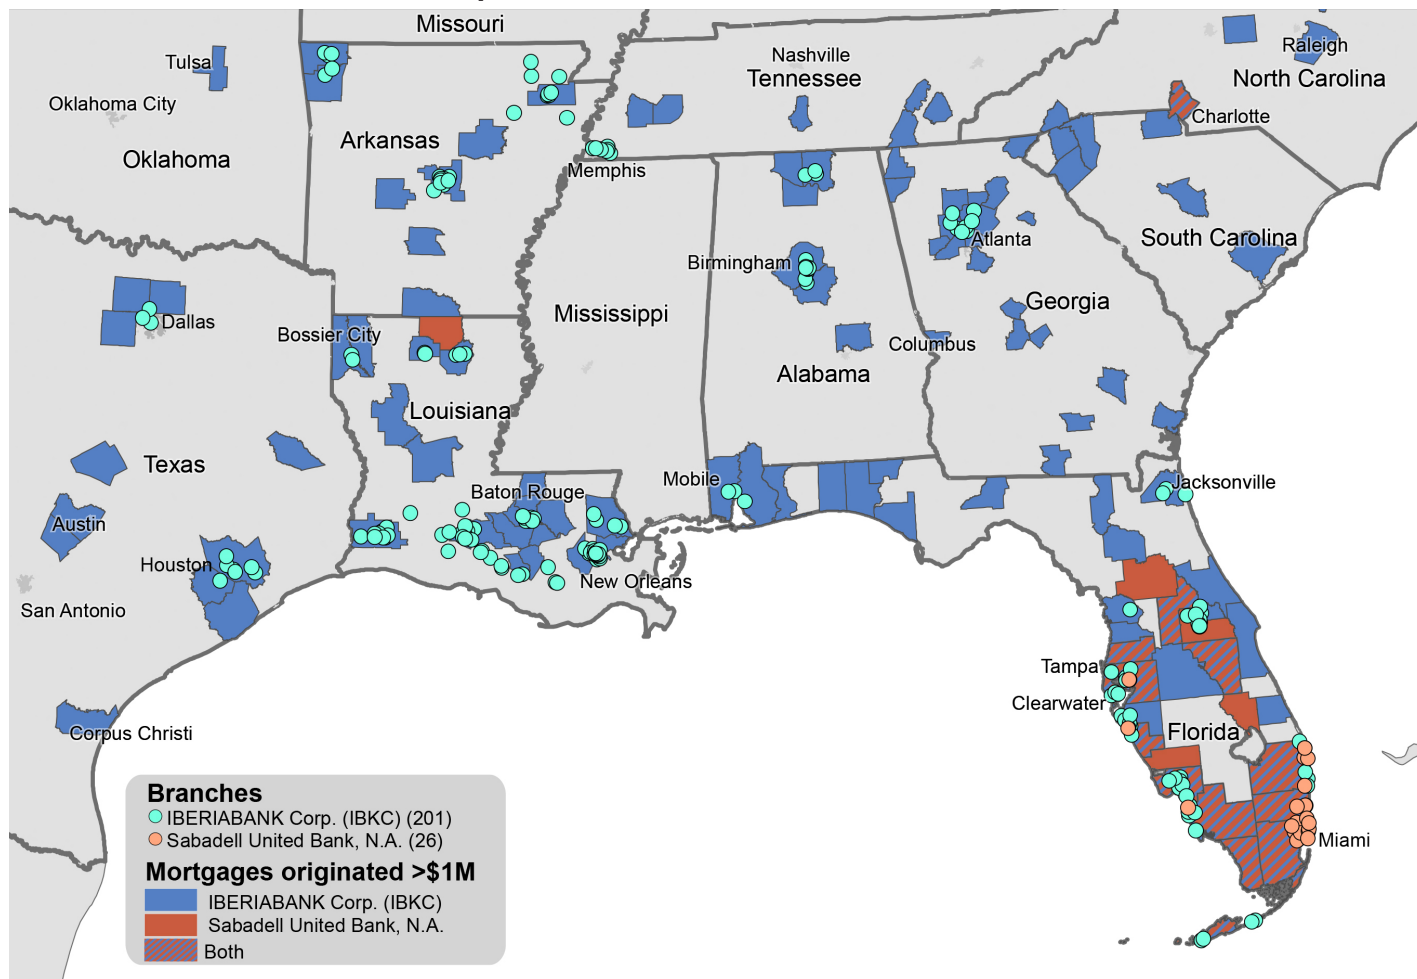 Missouri
Nashville
Tennessee
Raleigh
North Carolina
Tulsa
Oklahoma City
Oklahoma
Arkansas
Memphis
Charlotte
South Carolina
Atlanta
Birmingham
Georgia
Mississippi
Dallas
Bossier City
Columbus
Alabama
Louisiana
Texas
Mobile
Baton Rouge
Jacksonville
Austin
Houston
New Orleans
San Antonio
Tampa
Clearwater
Florida
Corpus Christi
Miami
Branches
IBERIABANK Corp. (IBKC) (201)
Sabadell United Bank, N.A. (26)
Mortgages originated >$1M
IBERIABANK Corp. (IBKC)
Sabadell United Bank, N.A.
Both